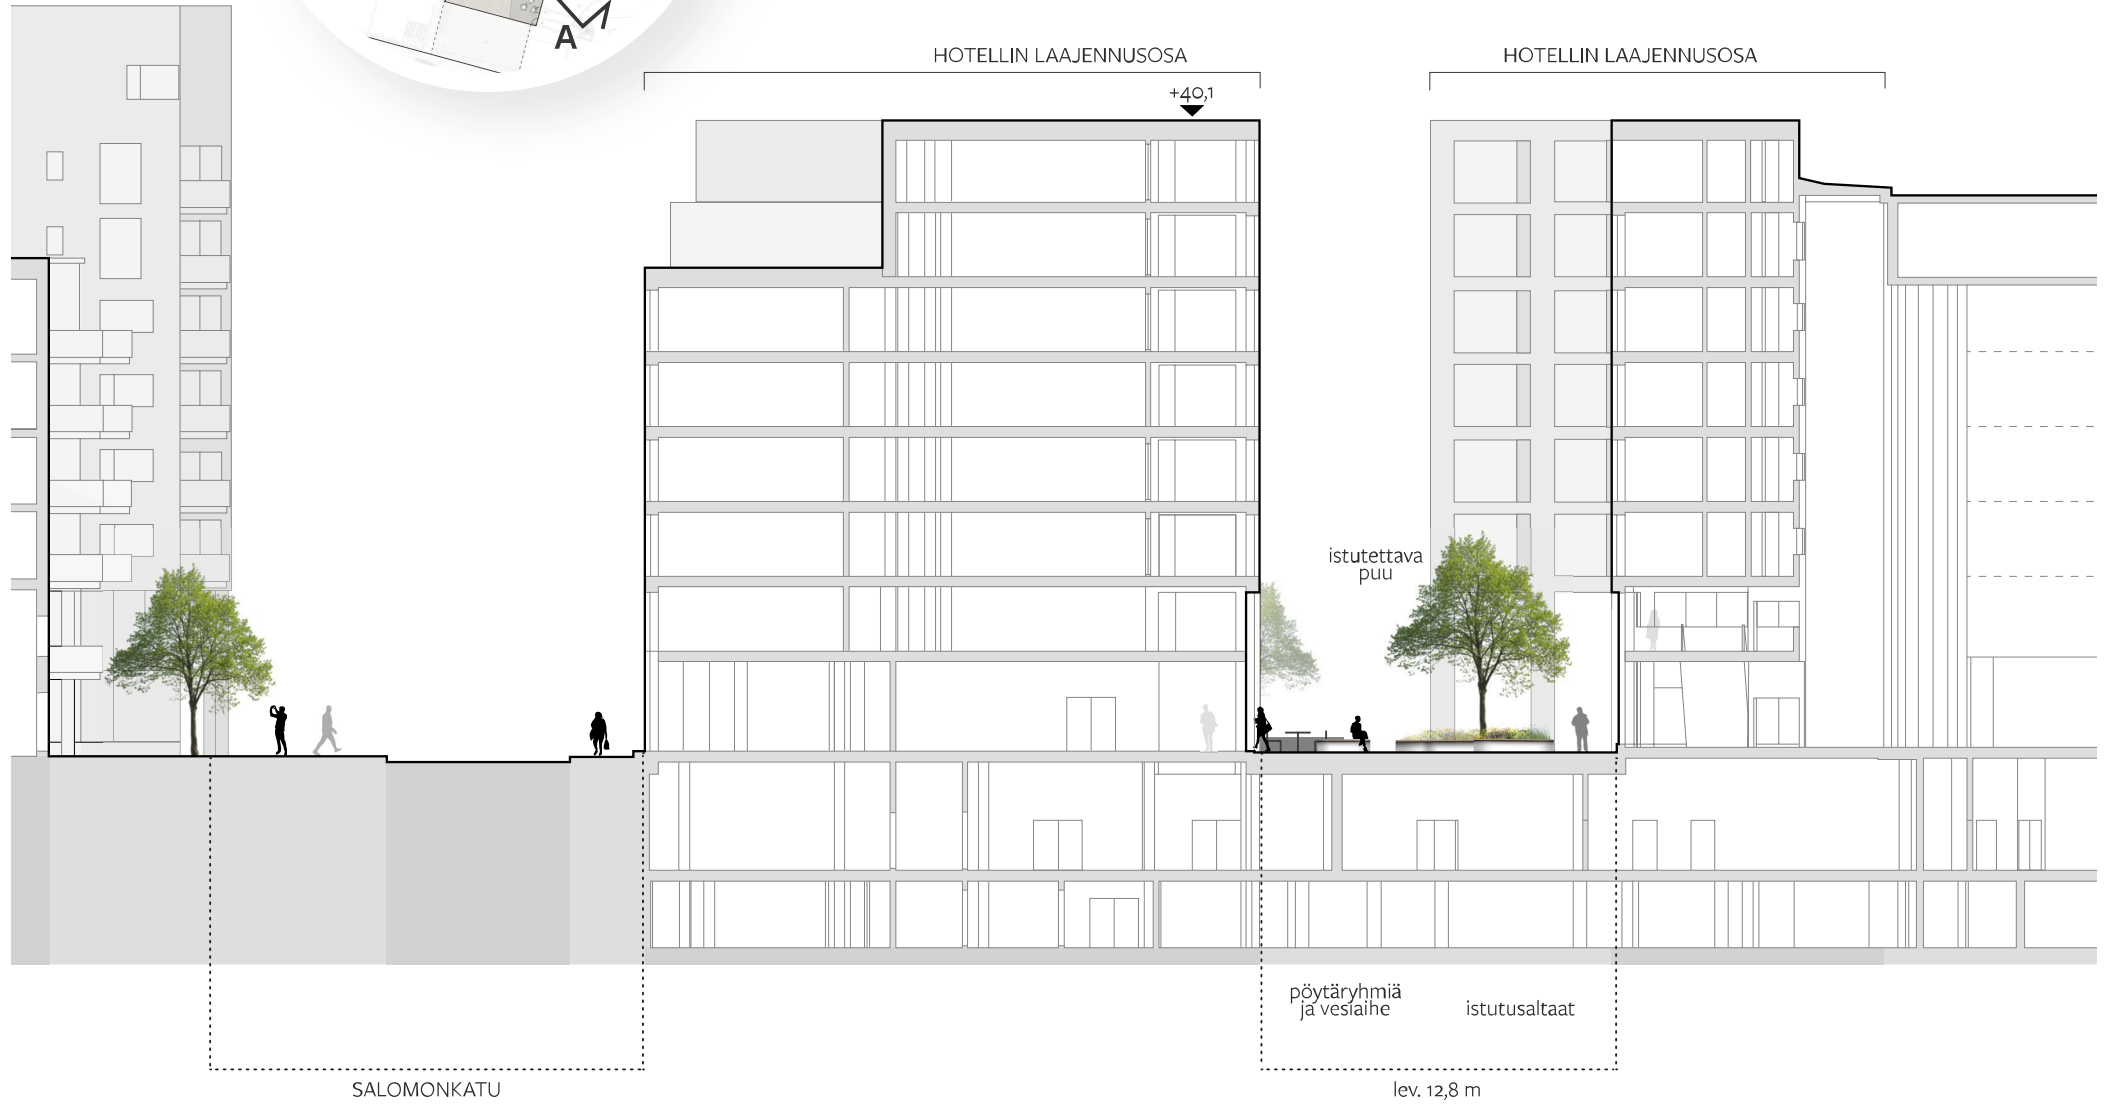 A
HOTELLIN LAAJENNUSOSA
HOTELLIN LAAJENNUSOSA
+40,1
istutettava
puu
pöytäryhmiä
ja vesiaihe
istutusaltaat
SALOMONKATU
lev. 12,8 m